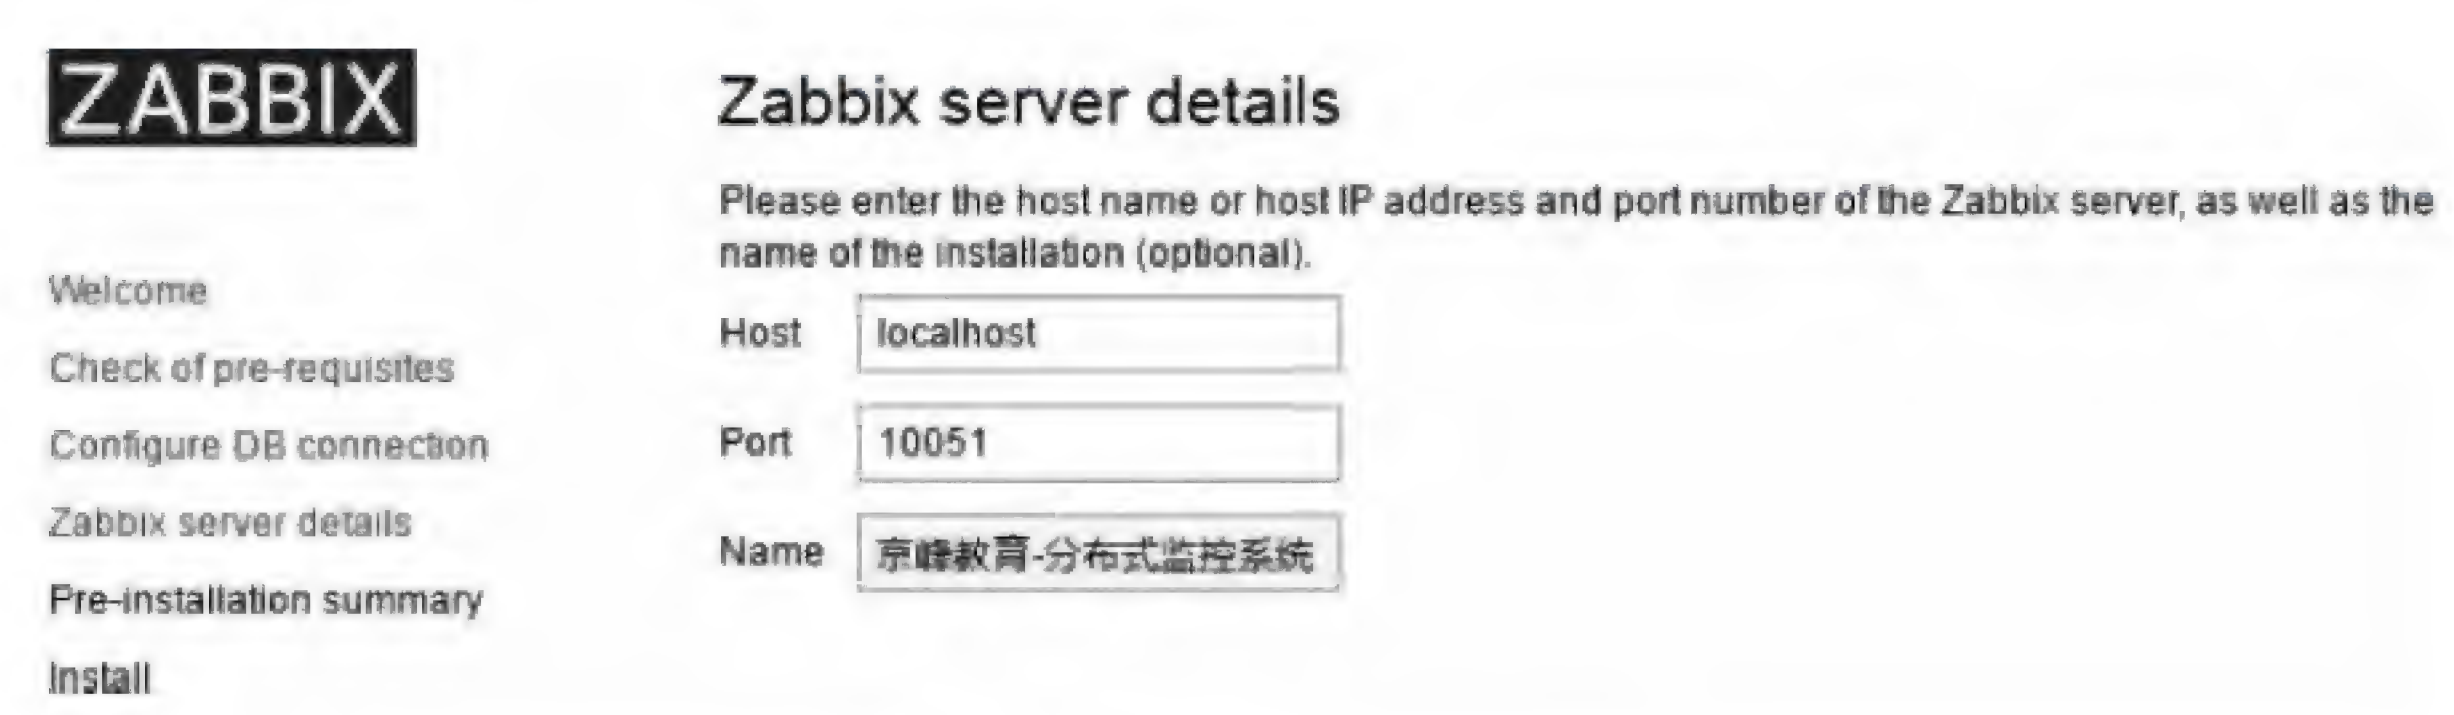 ZABBIX
Welcome
Check of pre-requisites
Configure DB connection
Zabbix server details
Pre-installation summary
Install
Zabbix server details
Please enter the host name or host IP address and port number of the Zabbix server, as well as the
name of the installation (optional).
Host localhost
Port 10051
Name 京峰教育-分布式监控系统